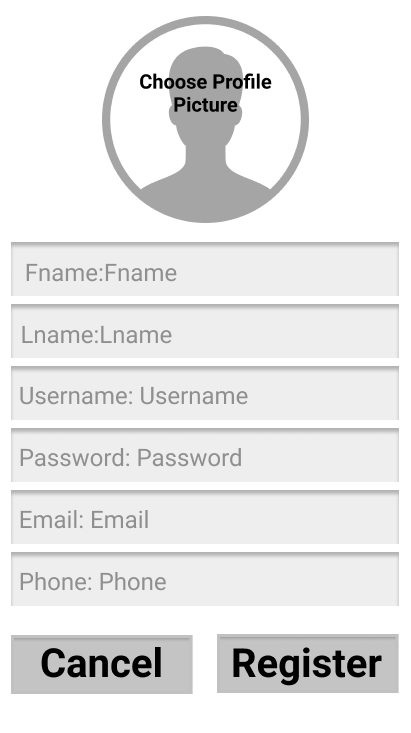 Choose Profile
Picture
Fname:Fname
Lname:Lname
Username: Username
Password: Password
Email: Email
Phone: Phone
Cancel
Register